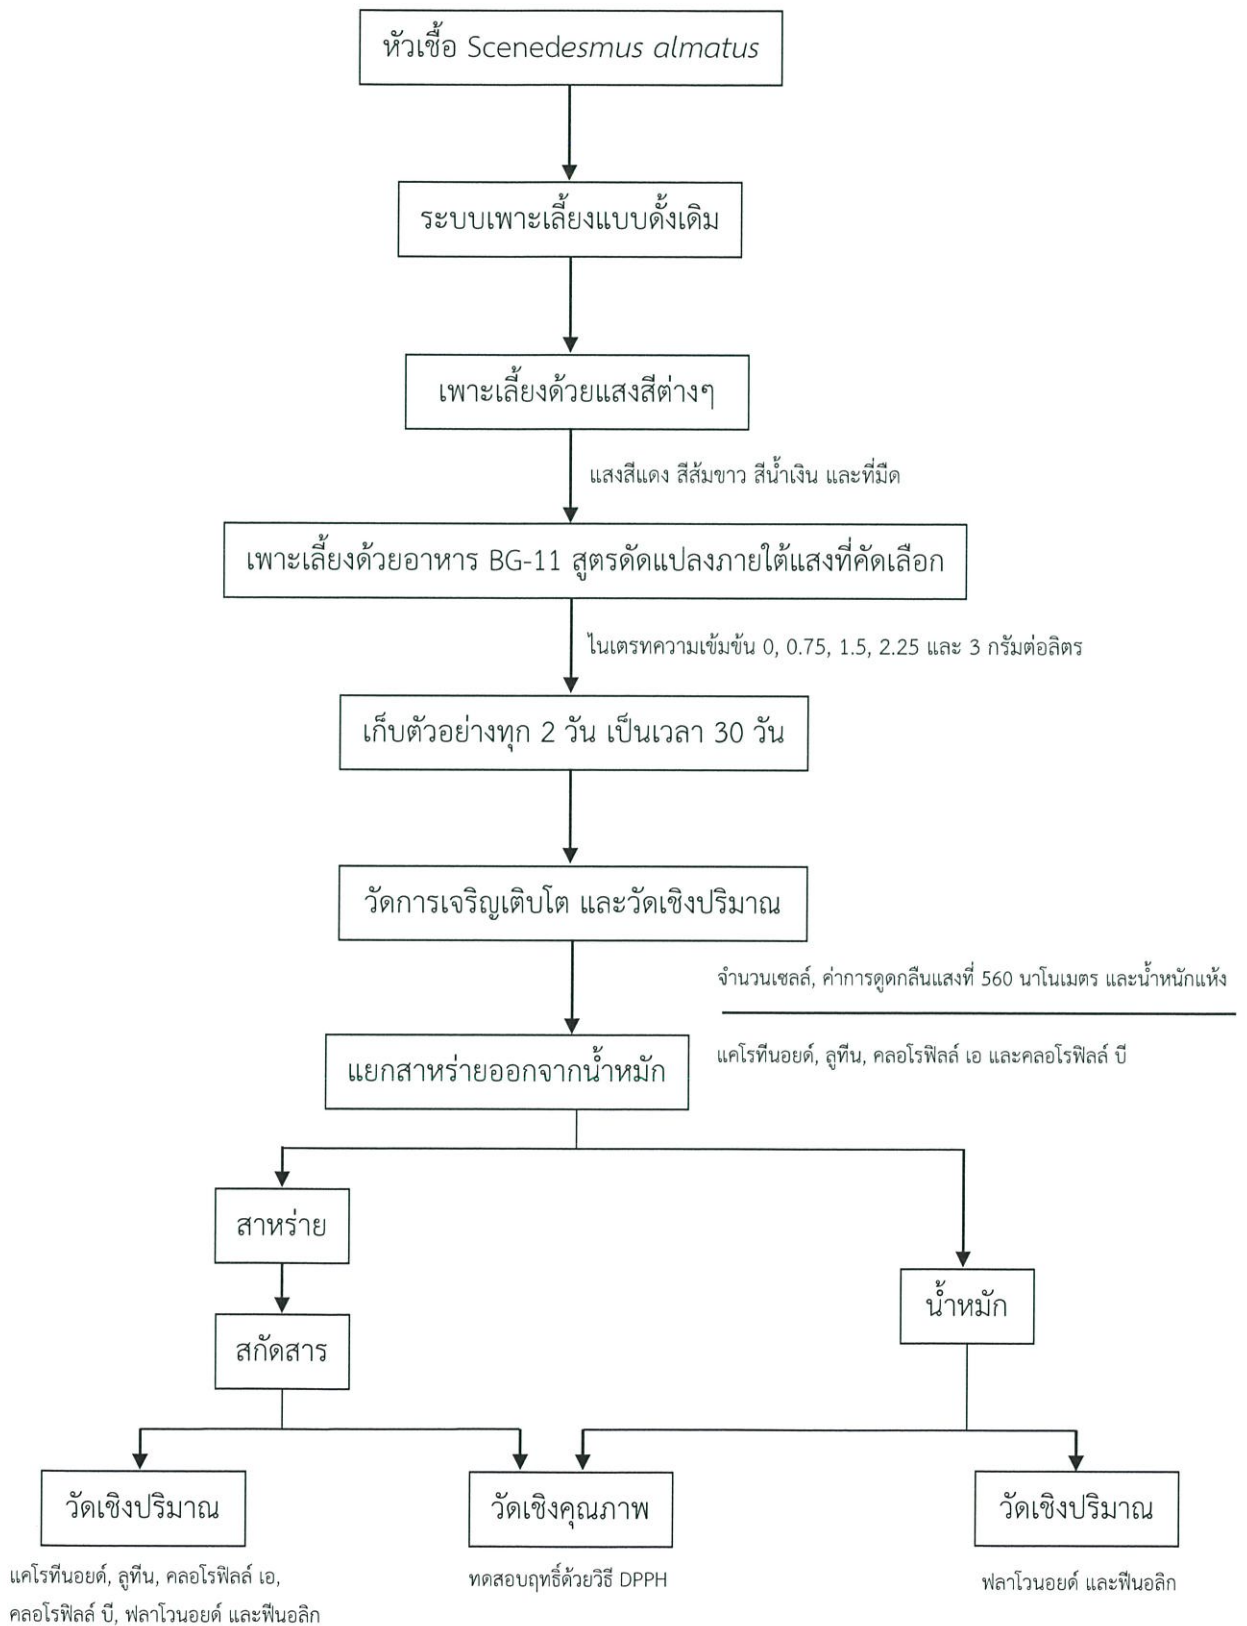 หัวเชื้อ Scenedesmus almatus
ระบบเพาะเลี้ยงแบบดั้งเดิม
เพาะเลี้ยงด้วยแสงสีต่างๆ
แสงสีแดง สีส้มขาว สีน้ำเงิน และที่มืด
เพาะเลี้ยงด้วยอาหาร BG-11 สูตรดัดแปลงภายใต้แสงที่คัดเลือก
ไนเตรทความเข้มข้น 0, 0.75, 1.5, 2.25 และ 3 กรัมต่อลิตร
เก็บตัวอย่างทุก 2 วัน เป็นเวลา 30 วัน
วัดการเจริญเติบโต และวัดเชิงปริมาณ
จำนวนเซลล์, ค่าการดูดกลืนแสงที่ 560 นาโนเมตร และน้ำหนักแห้ง
แคโรทีนอยด์, ลูทีน, คลอโรฟิลล์ เอ และคลอโรฟิลล์ บี
แยกสาหร่ายออกจากน้ำหมัก
สาหร่าย
น้ำหมัก
สกัดสาร
วัดเชิงปริมาณ
วัดเชิงคุณภาพ
วัดเชิงปริมาณ
แคโรทีนอยด์, ลูทีน, คลอโรฟิลล์ เอ,
คลอโรฟิลล์ บี, ฟลาโวนอยด์ และฟีนอลิก
ทดสอบฤทธิ์ด้วยวิธี DPPH
ฟลาโวนอยด์ และฟีนอลิก